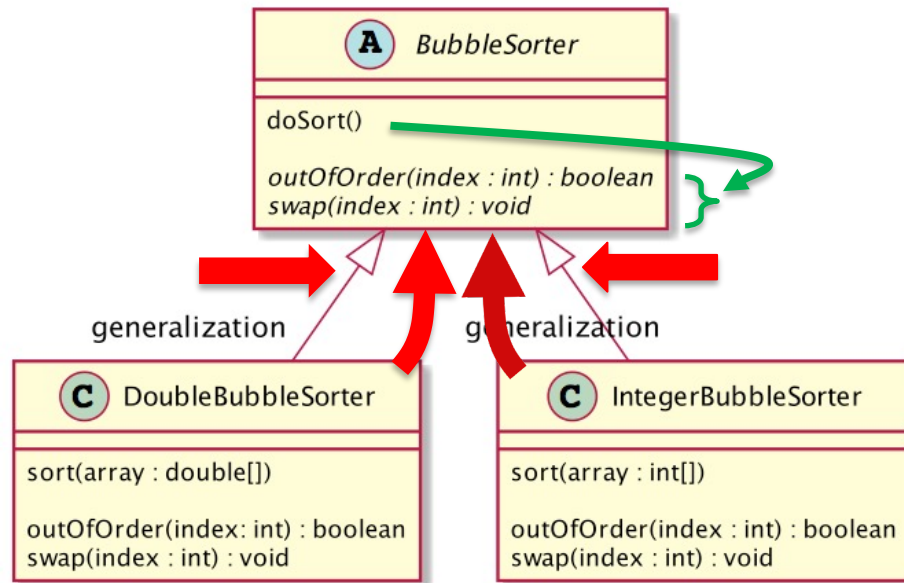 A BubbleSorter
doSort()
outOfOrder(index : int) : boolean
swap(index : int) : void
generalization
generalization
C DoubleBubbleSorter
sort(array : double[])
outOfOrder(index: int) : boolean
swap(index : int) : void
C IntegerBubbleSorter
sort(array : int[])
outOfOrder(index : int) : boolean
swap(index : int) : void